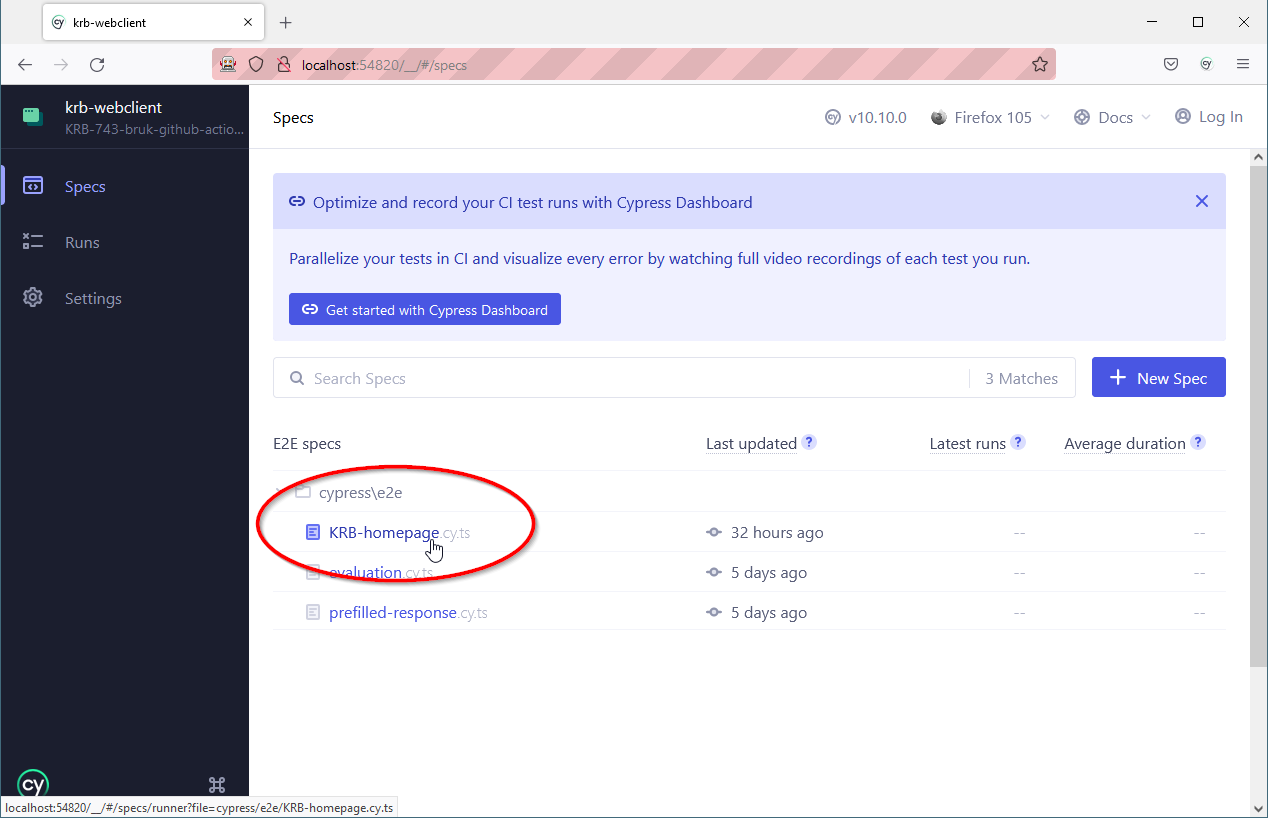 krb-webclient
localhost:54820/__/#/specs
krb-webclient
KRB-743-bruk-github-actio...
Specs
Runs
Settings
cy
Specs
cy v10.10.0
Firefox 105
Docs
Log In
Optimize and record your CI test runs with Cypress Dashboard
Parallelize your tests in CI and visualize every error by watching full video recordings of each test you run.
Get started with Cypress Dashboard
Search Specs
3 Matches
New Spec
E2E specs
Last updated ?
Latest runs ?
Average duration ?
cypress\e2e
KRB-homepage.cy.ts
32 hours ago
--
--
evaluation.cy.ts
5 days ago
--
--
prefilled-response.cy.ts
5 days ago
--
--
localhost:54820/__/#/specs/runner?file=cypress/e2e/KRB-homepage.cy.ts